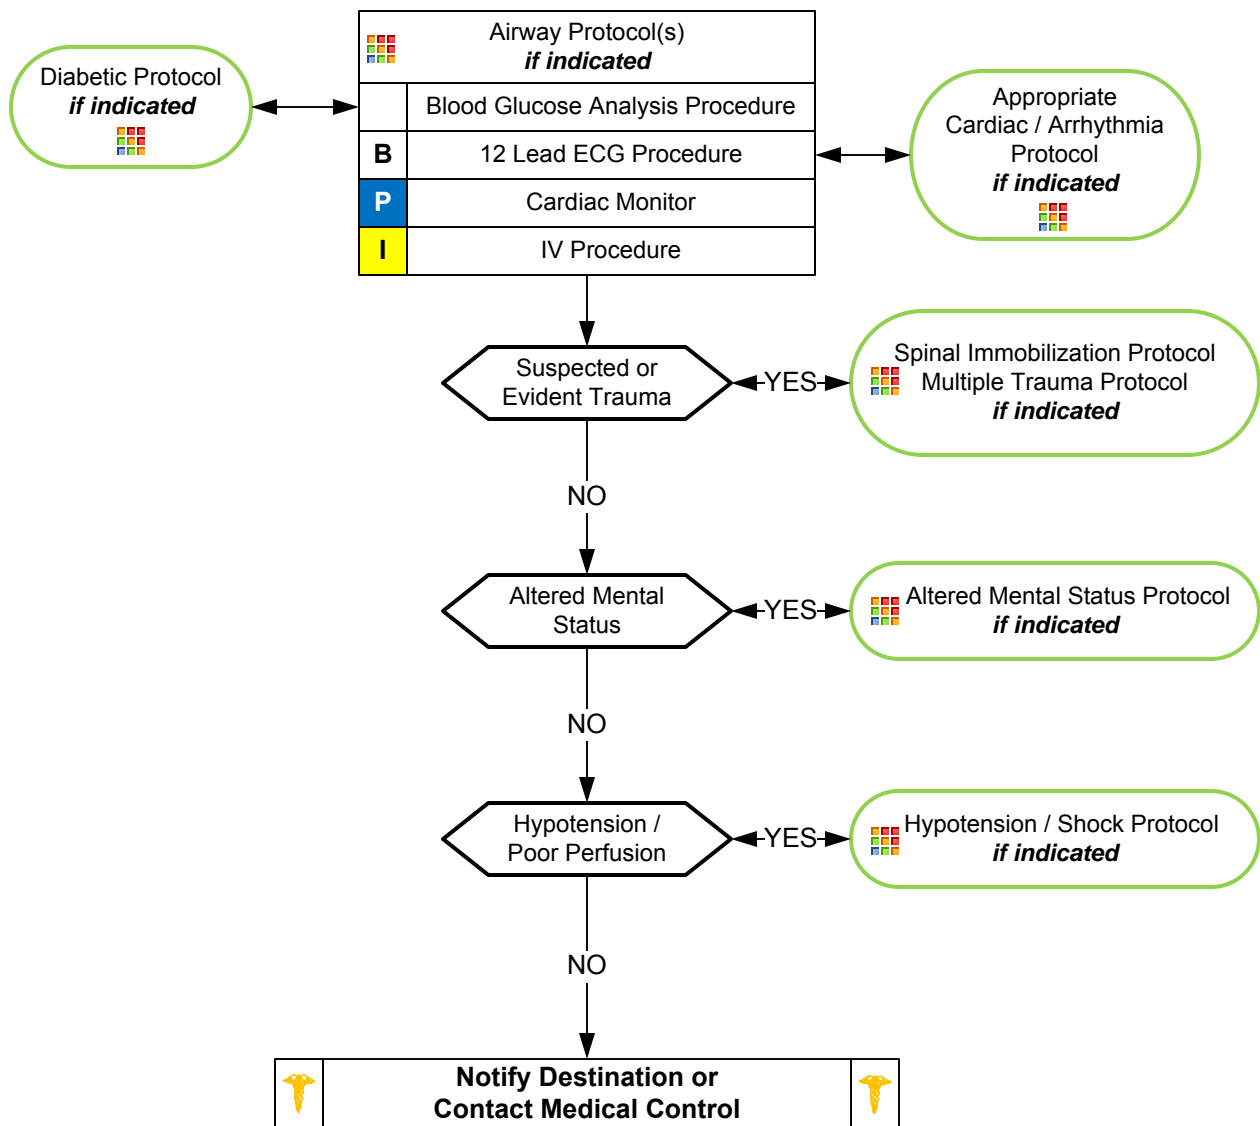 Airway Protocol(s)
if indicated
Diabetic Protocol
if indicated
Blood Glucose Analysis Procedure
B 12 Lead ECG Procedure
P Cardiac Monitor
I IV Procedure
Appropriate
Cardiac / Arrhythmia
Protocol
if indicated
Suspected or
Evident Trauma
YES
Spinal Immobilization Protocol
Multiple Trauma Protocol
if indicated
NO
Altered Mental
Status
YES
Altered Mental Status Protocol
if indicated
NO
Hypotension /
Poor Perfusion
YES
Hypotension / Shock Protocol
if indicated
NO
Notify Destination or
Contact Medical Control